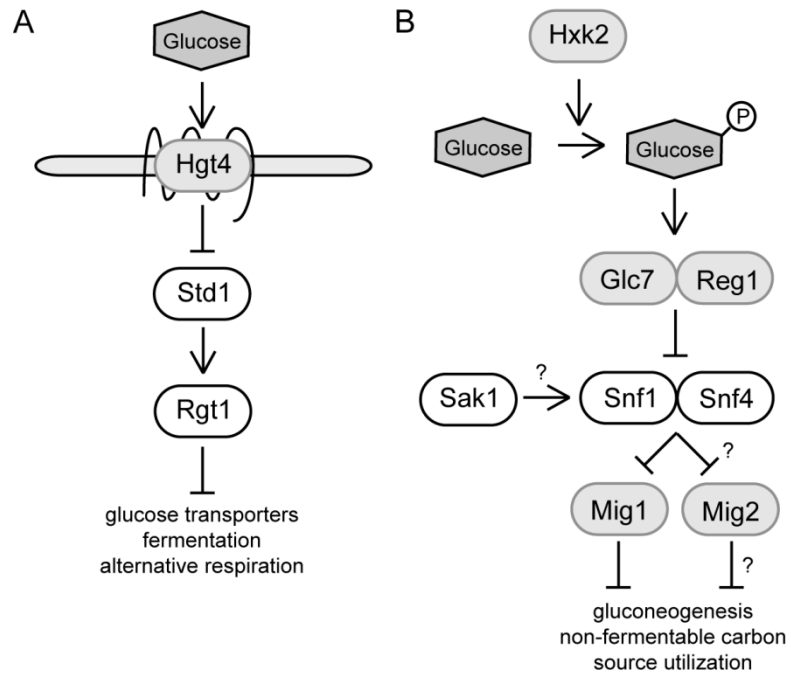 A
Glucose
Hgt4
Std1
Rgt1
glucose transporters
fermentation
alternative respiration
B
Hxk2
Glucose
Glucose
P
Glc7
Reg1
Sak1
?
Snf1
Snf4
?
Mig1
Mig2
?
gluconeogenesis
non-fermentable carbon
source utilization